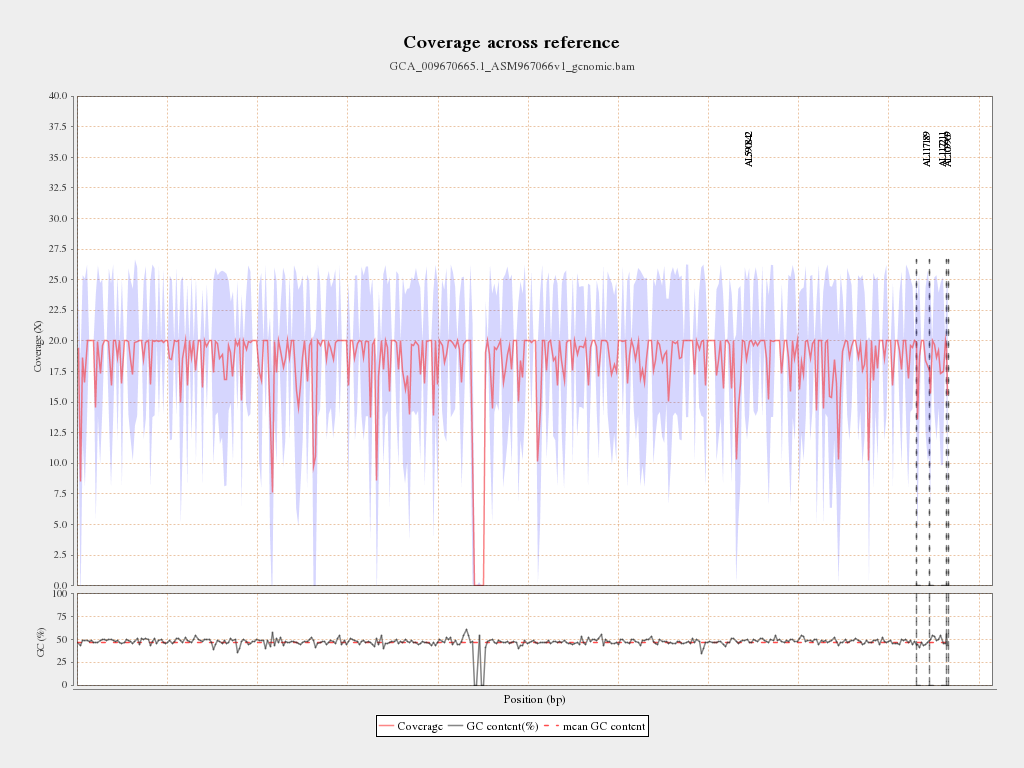 Coverage across reference
GCA_009670665.1_ASM967066v1_genomic.bam
40.0
37.5
35.0
32.5
30.0
27.5
25.0
22.5
20.0
17.5
15.0
12.5
10.0
7.5
5.0
2.5
0.0
Coverage (X)
AL590842
AL117189
AL117211
AL109969
100
75
50
25
0
GC (%)
Position (bp)
Coverage GC content(%) mean GC content